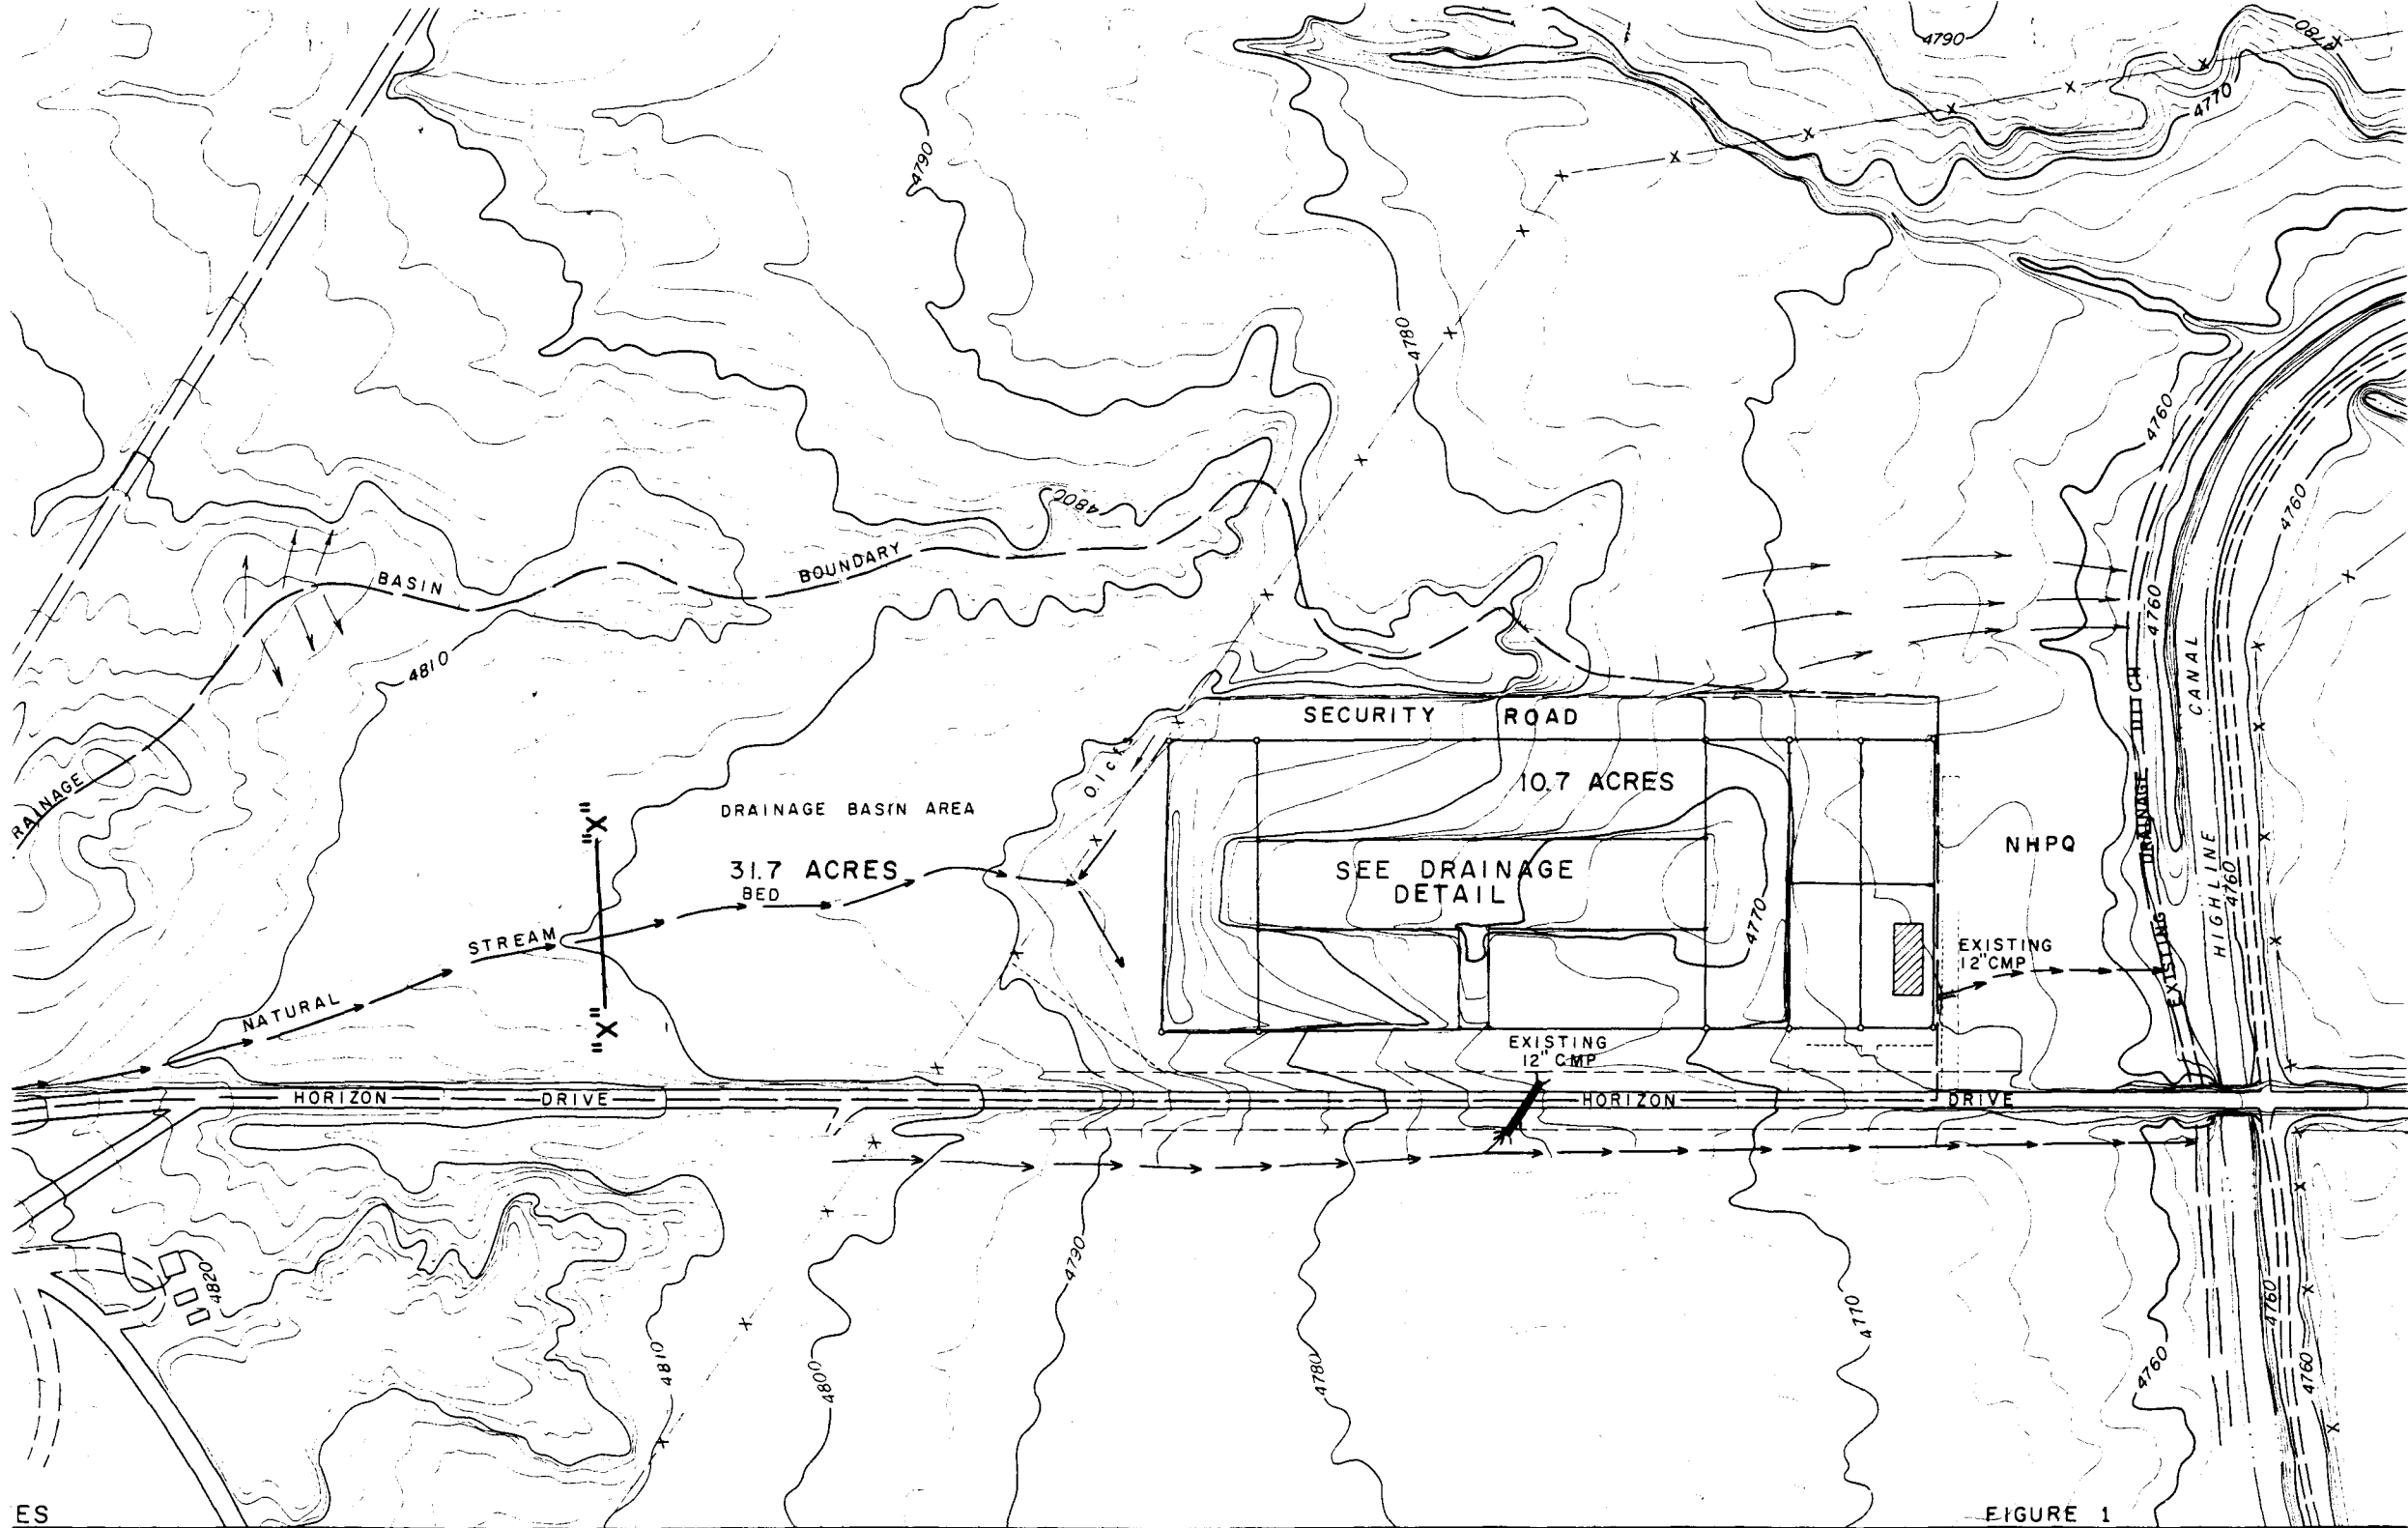 4790
4780
4770
4790
4780
4760
4760
4800
BASIN
BOUNDARY
4760
4810
CANAL
SECURITY ROAD
DITCH
RAINAGE
10.7 ACRES
DRAINAGE BASIN AREA
"X"
DRAINAGE
NHPQ
31.7 ACRES
SEE DRAINAGE
DETAIL
BED
HIGHLINE
4760
4770
STREAM
EXISTING
12" CMP
EXISTING
NATURAL
"X"
EXISTING
12" CMP
HORIZON DRIVE
HORIZON DRIVE
4790
4820
4760
4770
4810
4800
4780
4760
4760
ES
FIGURE 1